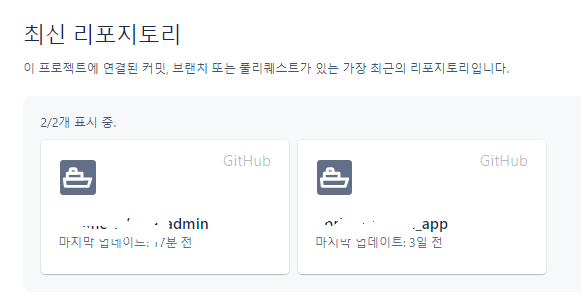 최신 리포지토리
이 프로젝트에 연결된 커밋, 브랜치 또는 풀리퀘스트가 있는 가장 최근의 리포지토리입니다.
2/2개 표시 중.
GitHub
admin
마지막 업데이트: 17분 전
GitHub
_app
마지막 업데이트: 3일 전